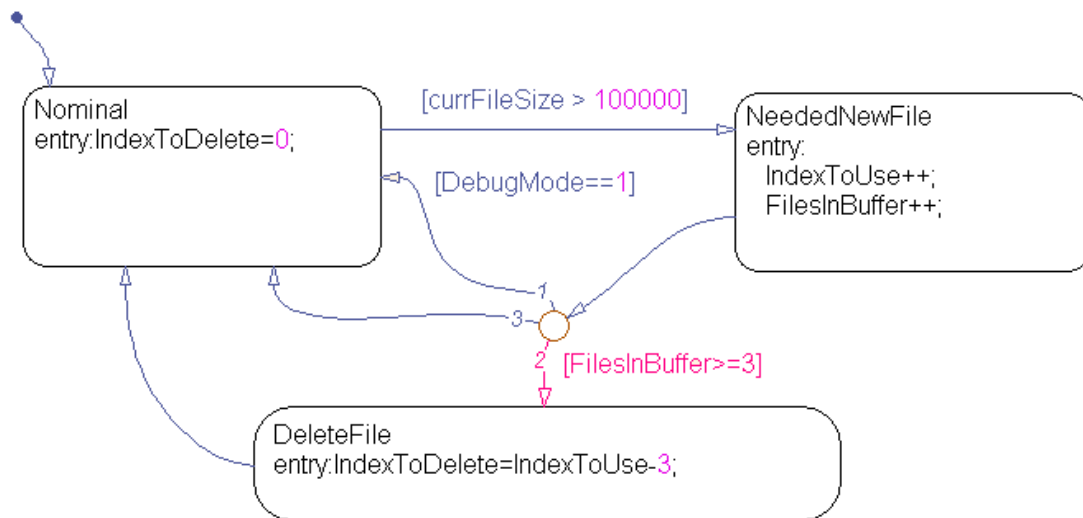 Nominal
entry:IndexToDelete=0;
[currFileSize > 100000]
NeededNewFile
entry:
IndexToUse++;
FilesInBuffer++;
[DebugMode==1]
1
3
2
[FilesInBuffer>=3]
DeleteFile
entry:IndexToDelete=IndexToUse-3;